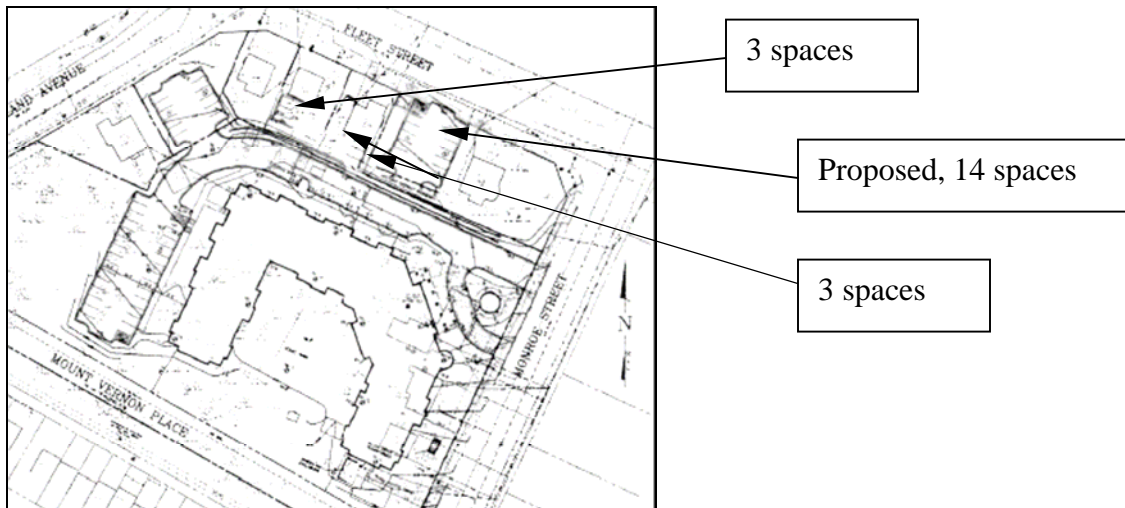 FLEET STREET
3 spaces
AND AVENUE
Proposed, 14 spaces
3 spaces
MONROE STREET
N
MOUNT VERNON PLACE